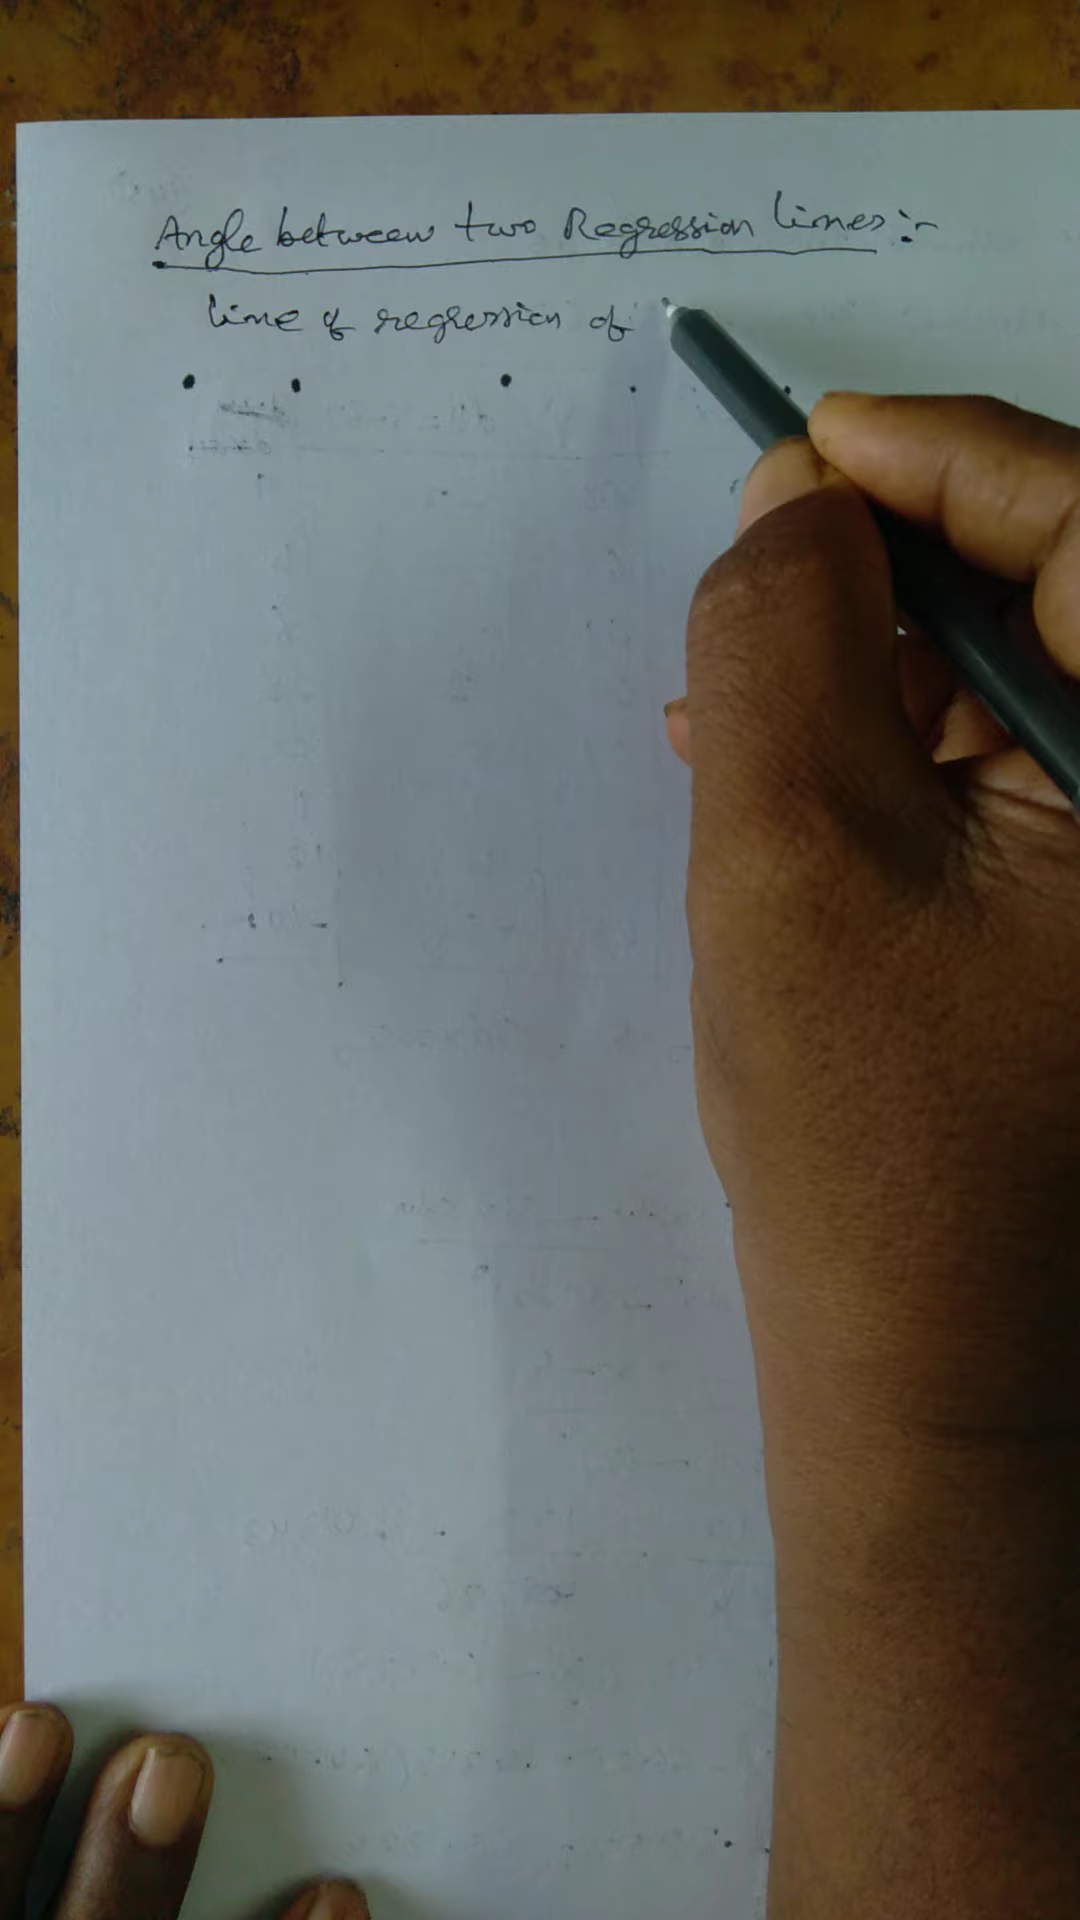 Angle between two Regression lines :-
line of regression of